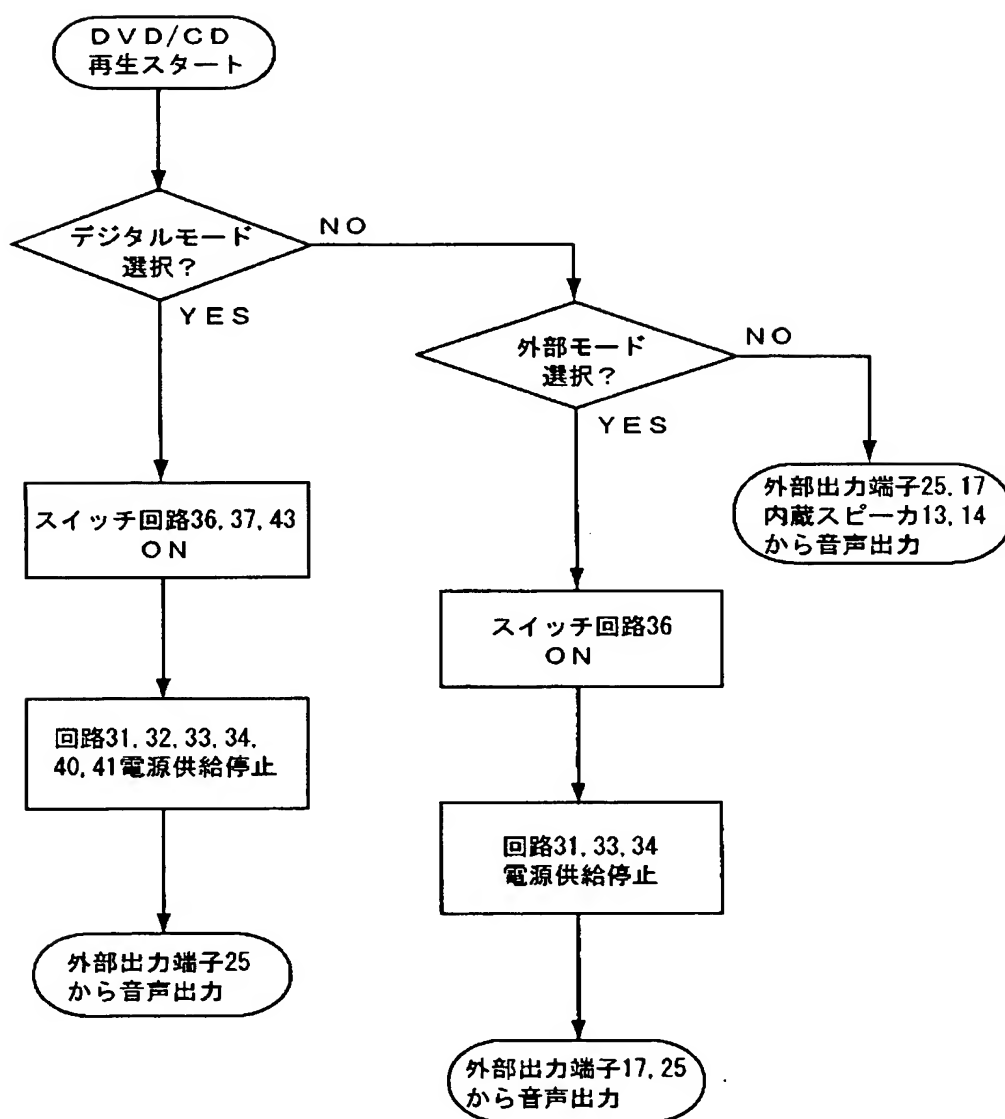 DVD/CD
再生スタート
デジタルモード
選択?
NO
YES
外部モード
選択?
NO
YES
スイッチ回路36,37,43
ON
外部出力端子25,17
内蔵スピーカ13,14
から音声出力
スイッチ回路36
ON
回路31,32,33,34,
40,41電源供給停止
回路31,33,34
電源供給停止
外部出力端子25
から音声出力
外部出力端子17,25
から音声出力